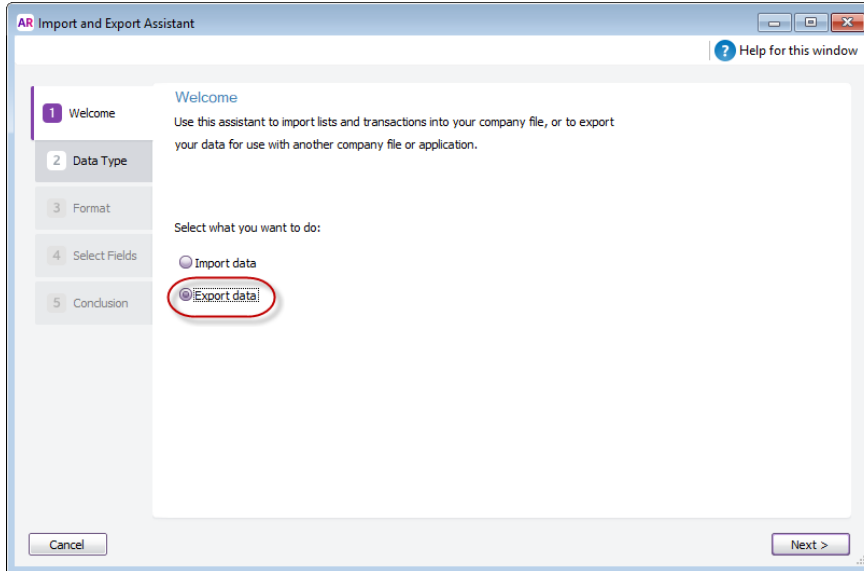 AR Import and Export Assistant
? Help for this window
1 Welcome
2 Data Type
3 Format
4 Select Fields
5 Conclusion
Welcome
Use this assistant to import lists and transactions into your company file, or to export
your data for use with another company file or application.
Select what you want to do:
Import data
Export data
Cancel
Next >